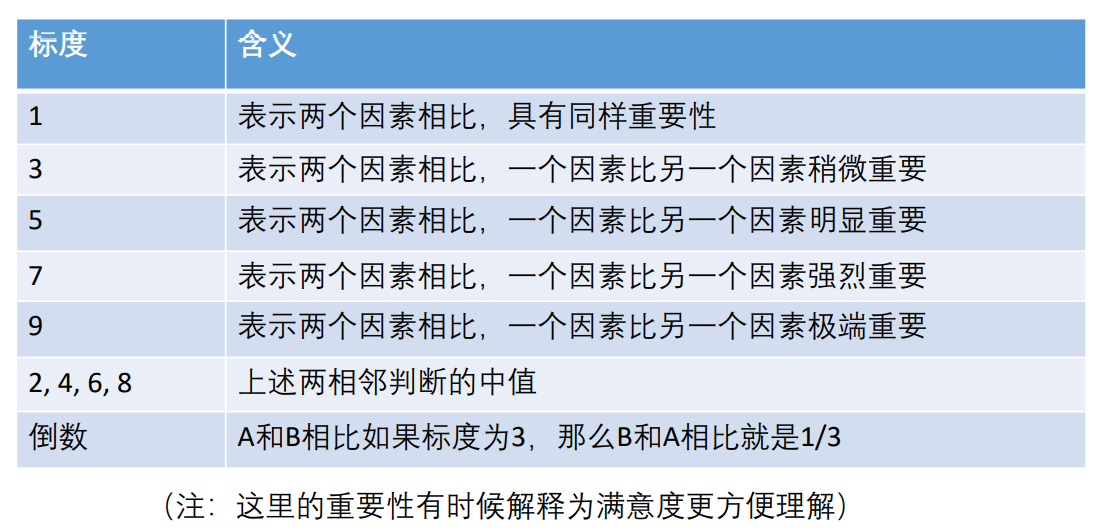 标度 含义
1 表示两个因素相比，具有同样重要性
3 表示两个因素相比，一个因素比另一个因素稍微重要
5 表示两个因素相比，一个因素比另一个因素明显重要
7 表示两个因素相比，一个因素比另一个因素强烈重要
9 表示两个因素相比，一个因素比另一个因素极端重要
2, 4, 6, 8 上述两相邻判断的中值
倒数 A和B相比如果标度为3，那么B和A相比就是1/3
（注：这里的重要性有时候解释为满意度更方便理解）